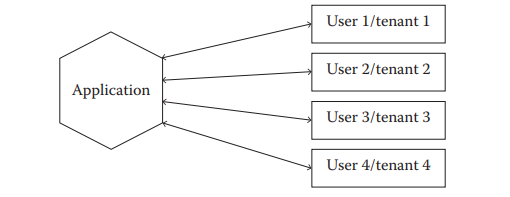 User 1/tenant 1
User 2/tenant 2
Application
User 3/tenant 3
User 4/tenant 4